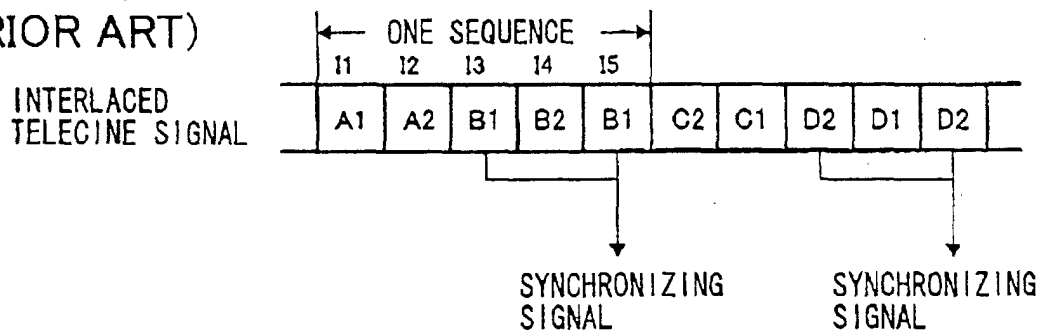 RIOR ART)
ONE SEQUENCE
I1 I2 I3 I4 I5
INTERLACED
TELECINE SIGNAL
A1 A2 B1 B2 B1 C2 C1 D2 D1 D2
SYNCHRONIZING
SIGNAL
SYNCHRONIZING
SIGNAL